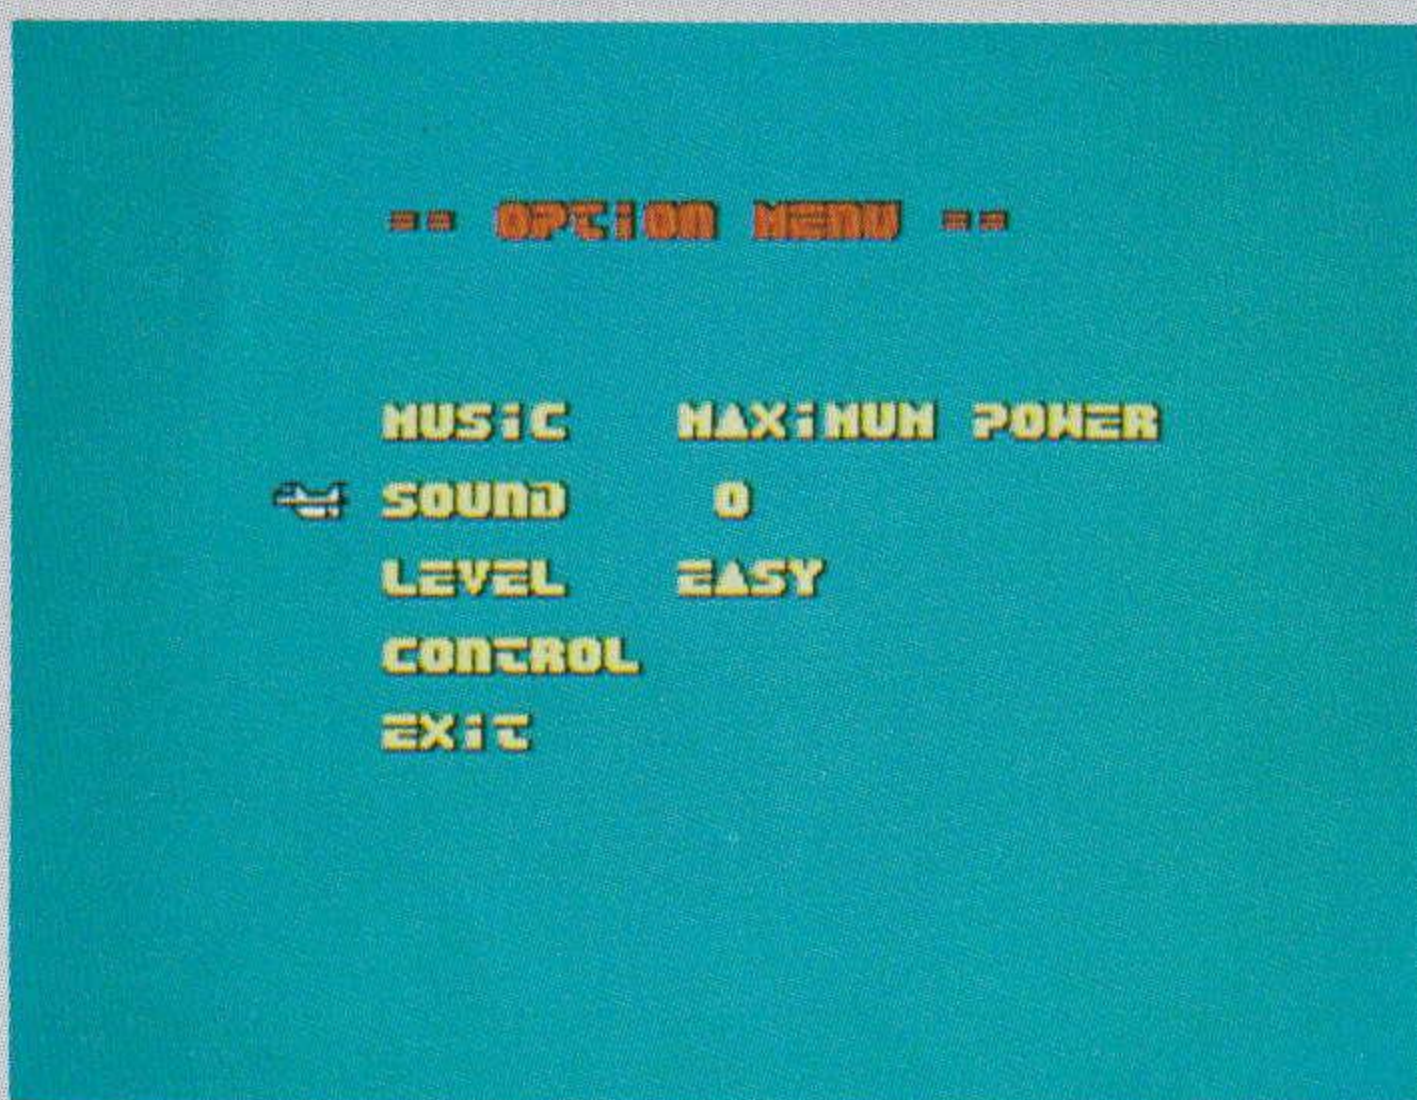 -- OPTiON MENU --
MUSiC MAXiMUM POWER
SOUND 0
LEVEL EASY
CONTROL
EXiT